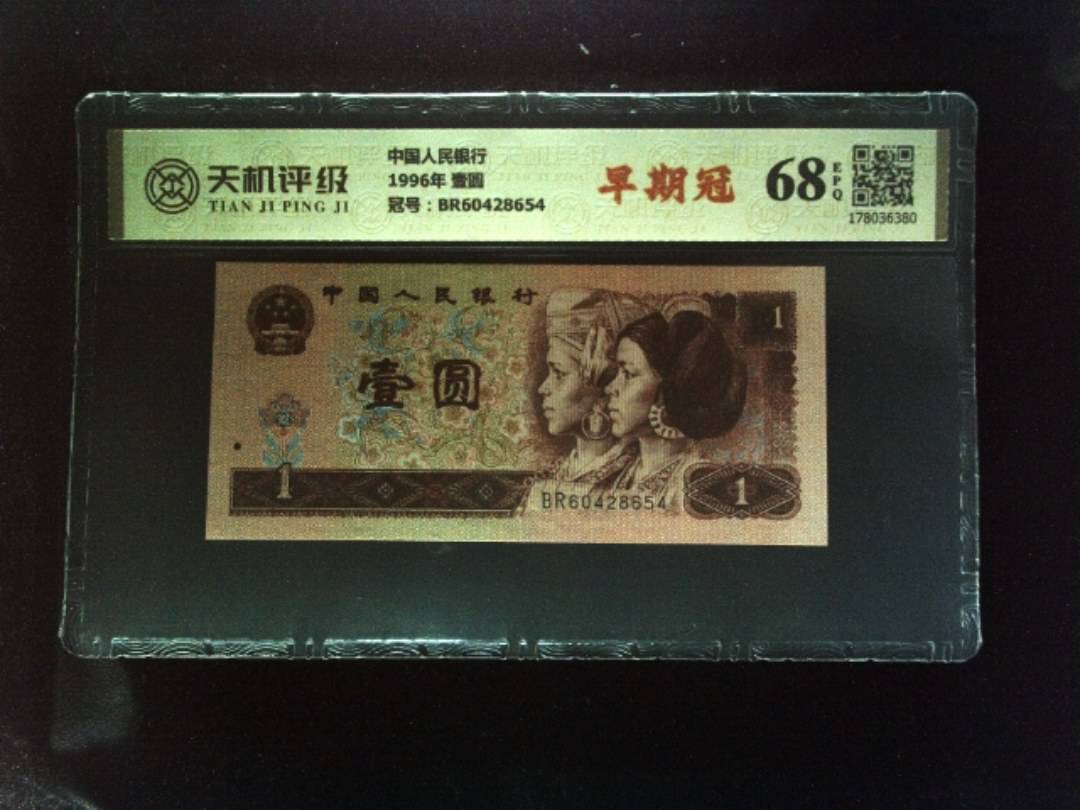 天机评级
TIAN JI PING JI
中国人民银行
1996年 壹圆
冠号：BR60428654
早期冠
68
EPQ
178036380
中国人民银行
1
壹圆
1
BR60428654
1